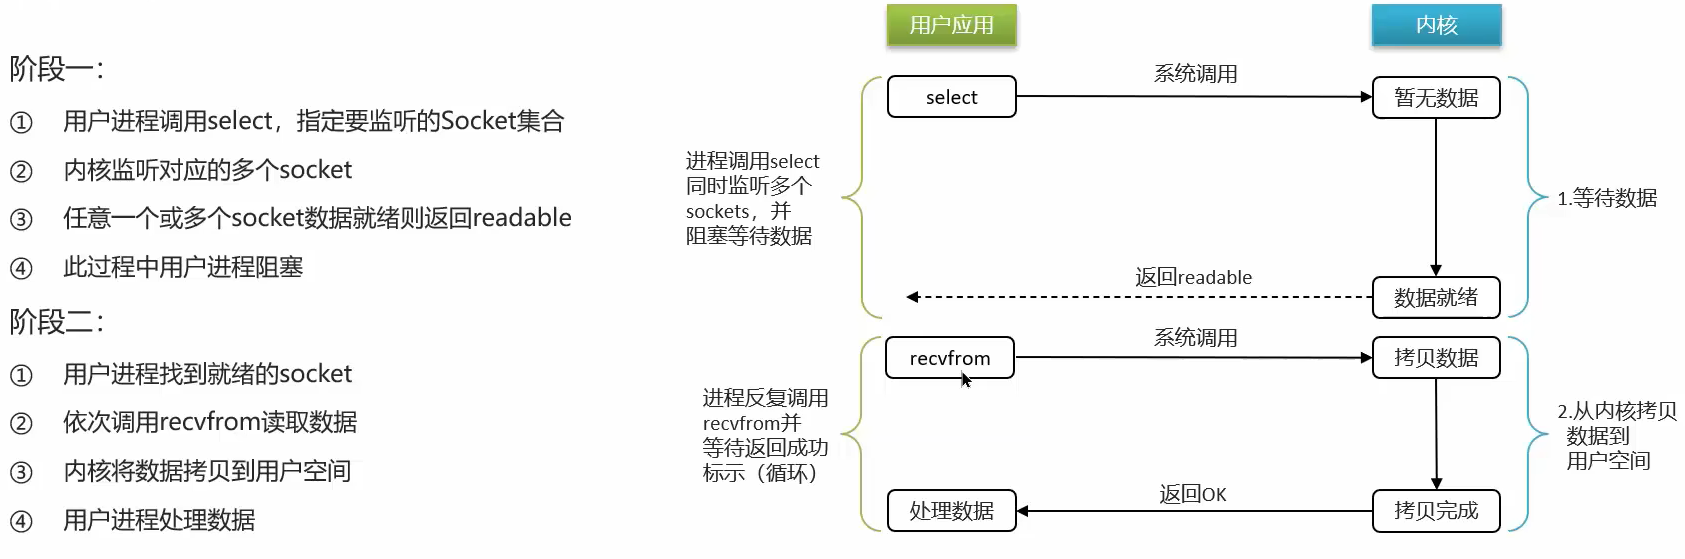 阶段一：
① 用户进程调用select，指定要监听的Socket集合
② 内核监听对应的多个socket
③ 任意一个或多个socket数据就绪则返回readable
④ 此过程中用户进程阻塞
阶段二：
① 用户进程找到就绪的socket
② 依次调用recvfrom读取数据
③ 内核将数据拷贝到用户空间
④ 用户进程处理数据
用户应用
内核
select
系统调用
暂无数据
进程调用select
同时监听多个
sockets，并
阻塞等待数据
1.等待数据
返回readable
数据就绪
recvfrom
系统调用
拷贝数据
进程反复调用
recvfrom并
等待返回成功
标示（循环）
2.从内核拷贝
数据到
用户空间
处理数据
返回OK
拷贝完成